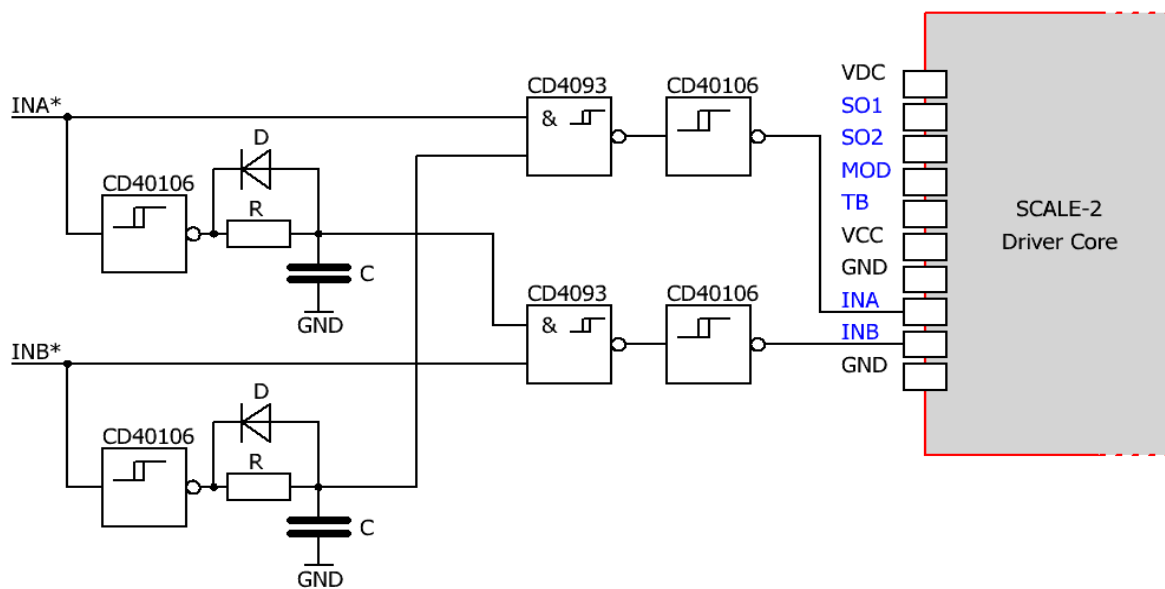 INA*
CD40106
D
R
C
GND
INB*
CD40106
D
R
C
GND
CD4093
&
CD40106
CD4093
&
CD40106
VDC
SO1
SO2
MOD
TB
VCC
GND
INA
INB
GND
SCALE-2
Driver Core